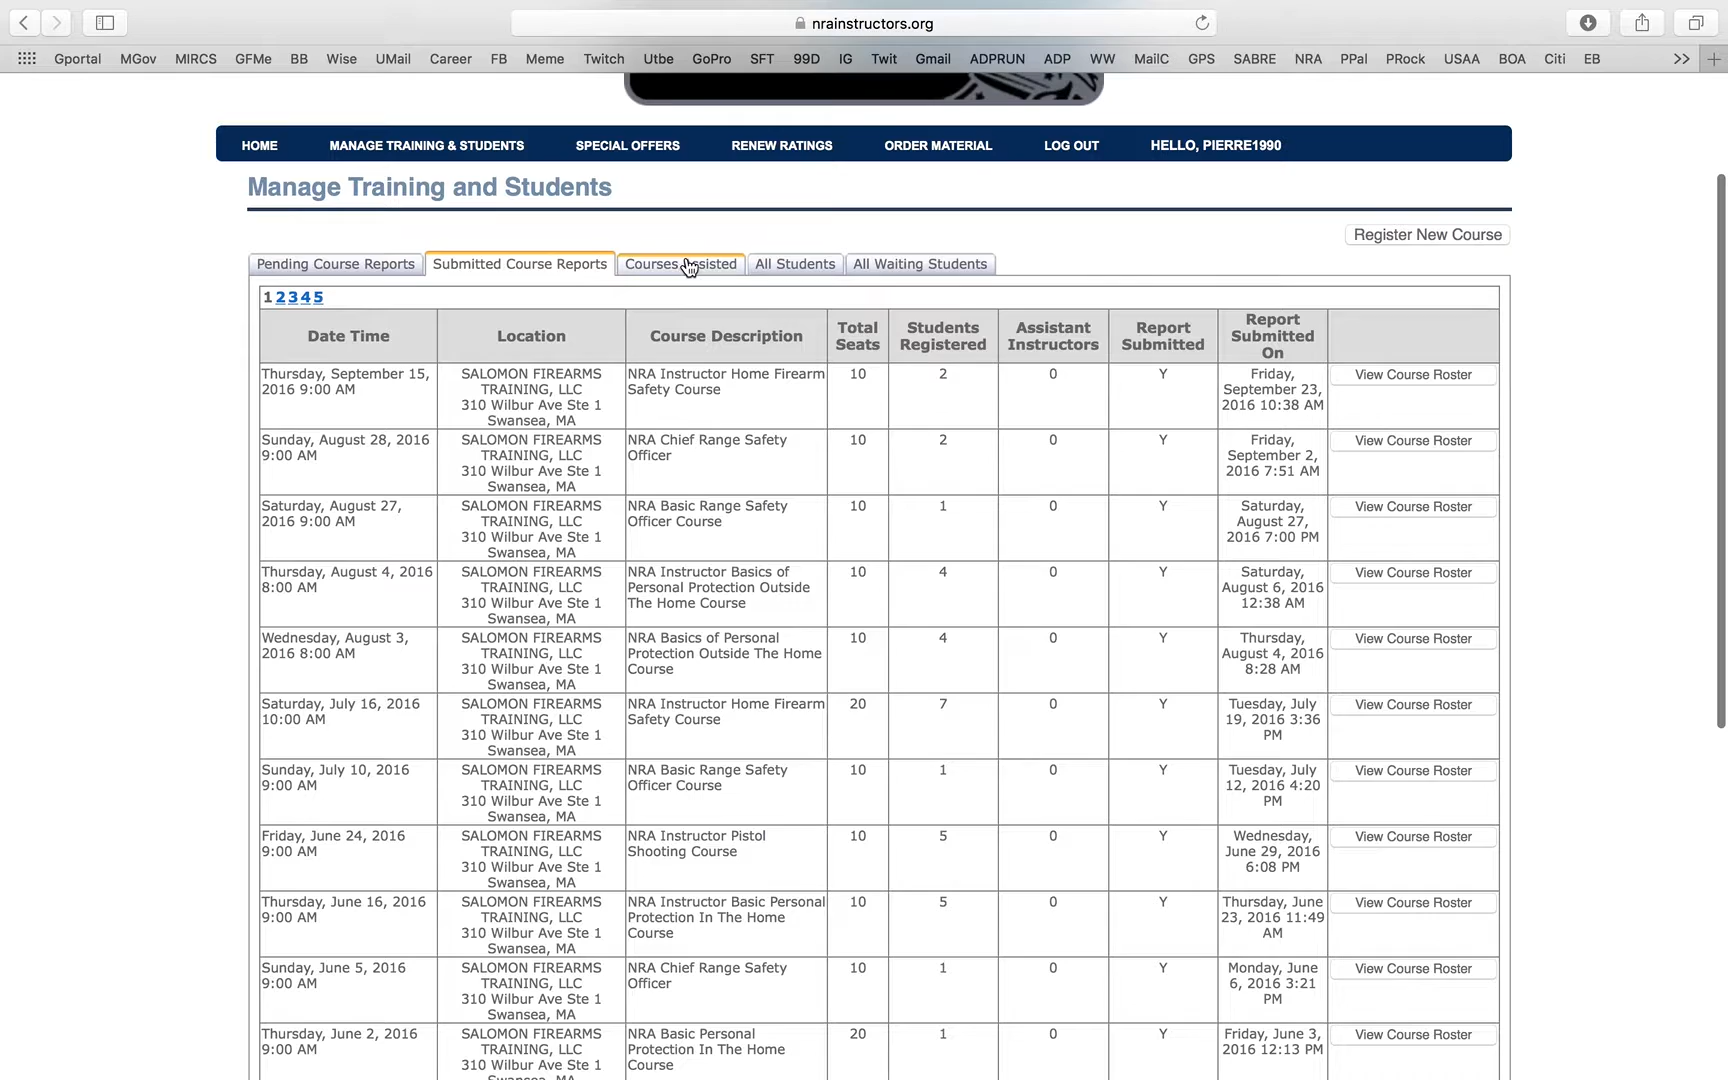 nrainstructors.org
Gportal MGov MIRCS GFMe BB Wise UMail Career FB Meme Twitch Utbe GoPro SFT 99D IG Twit Gmail ADPRUN ADP WW MailC GPS SABRE NRA PPal PRock USAA BOA Citi EB >>
HOME MANAGE TRAINING & STUDENTS SPECIAL OFFERS RENEW RATINGS ORDER MATERIAL LOG OUT HELLO, PIERRE1990
Manage Training and Students
Register New Course
Pending Course Reports Submitted Course Reports Courses Assisted All Students All Waiting Students
1 2 3 4 5
Date Time Location Course Description Total Seats Students Registered Assistant Instructors Report Submitted Report Submitted On
Thursday, September 15, SALOMON FIREARMS NRA Instructor Home Firearm 10 2 0 Y Friday, View Course Roster
2016 9:00 AM TRAINING, LLC Safety Course September 23,
310 Wilbur Ave Ste 1 2016 10:38 AM
Swansea, MA
Sunday, August 28, 2016 SALOMON FIREARMS NRA Chief Range Safety 10 2 0 Y Friday, View Course Roster
9:00 AM TRAINING, LLC Officer September 2,
310 Wilbur Ave Ste 1 2016 7:51 AM
Swansea, MA
Saturday, August 27, SALOMON FIREARMS NRA Basic Range Safety 10 1 0 Y Saturday, View Course Roster
2016 9:00 AM TRAINING, LLC Officer Course August 27,
310 Wilbur Ave Ste 1 2016 7:00 PM
Swansea, MA
Thursday, August 4, 2016 SALOMON FIREARMS NRA Instructor Basics of 10 4 0 Y Saturday, View Course Roster
8:00 AM TRAINING, LLC Personal Protection Outside August 6, 2016
310 Wilbur Ave Ste 1 The Home Course 12:38 AM
Swansea, MA
Wednesday, August 3, SALOMON FIREARMS NRA Basics of Personal 10 4 0 Y Thursday, View Course Roster
2016 8:00 AM TRAINING, LLC Protection Outside The Home August 4, 2016
310 Wilbur Ave Ste 1 Course 8:28 AM
Swansea, MA
Saturday, July 16, 2016 SALOMON FIREARMS NRA Instructor Home Firearm 20 7 0 Y Tuesday, July View Course Roster
10:00 AM TRAINING, LLC Safety Course 19, 2016 3:36
310 Wilbur Ave Ste 1 PM
Swansea, MA
Sunday, July 10, 2016 SALOMON FIREARMS NRA Basic Range Safety 10 1 0 Y Tuesday, July View Course Roster
9:00 AM TRAINING, LLC Officer Course 12, 2016 4:20
310 Wilbur Ave Ste 1 PM
Swansea, MA
Friday, June 24, 2016 SALOMON FIREARMS NRA Instructor Pistol 10 5 0 Y Wednesday, View Course Roster
9:00 AM TRAINING, LLC Shooting Course June 29, 2016
310 Wilbur Ave Ste 1 6:08 PM
Swansea, MA
Thursday, June 16, 2016 SALOMON FIREARMS NRA Instructor Basic Personal 10 5 0 Y Thursday, June View Course Roster
9:00 AM TRAINING, LLC Protection In The Home 23, 2016 11:49
310 Wilbur Ave Ste 1 Course AM
Swansea, MA
Sunday, June 5, 2016 SALOMON FIREARMS NRA Chief Range Safety 10 1 0 Y Monday, June View Course Roster
9:00 AM TRAINING, LLC Officer 6, 2016 3:21
310 Wilbur Ave Ste 1 PM
Swansea, MA
Thursday, June 2, 2016 SALOMON FIREARMS NRA Basic Personal 20 1 0 Y Friday, June 3, View Course Roster
9:00 AM TRAINING, LLC Protection In The Home 2016 12:13 PM
310 Wilbur Ave Ste 1 Course